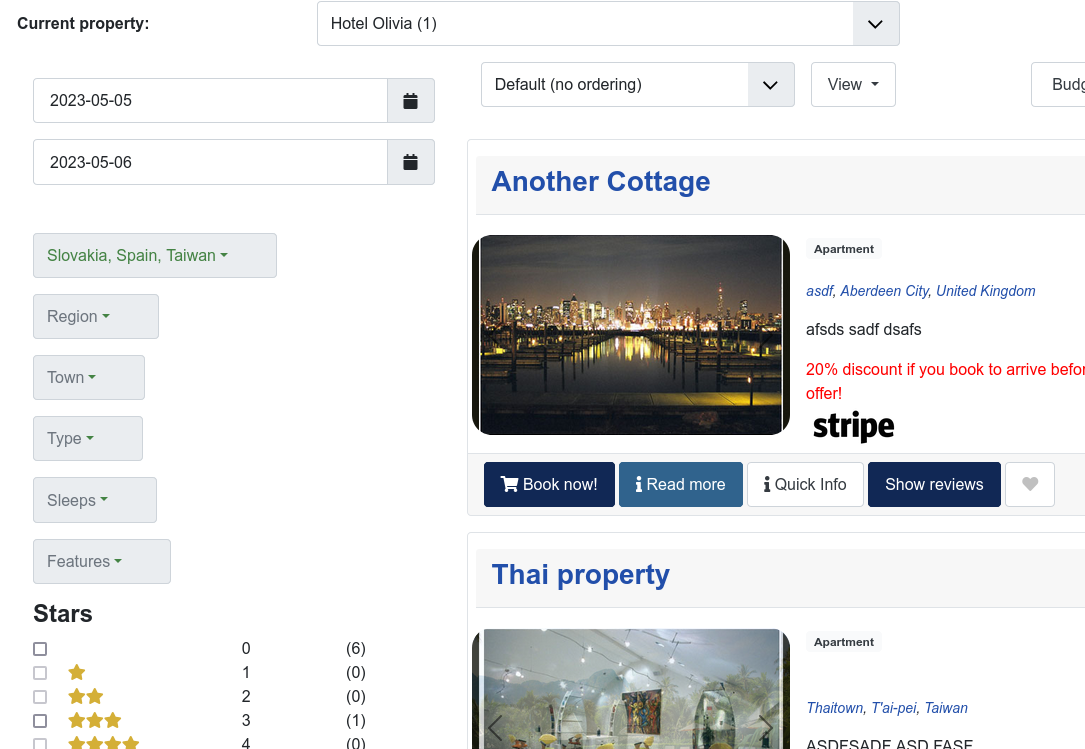 Current property:
Hotel Olivia (1)
Default (no ordering)
View
2023-05-05
2023-05-06
Slovakia, Spain, Taiwan
Region
Town
Type
Sleeps
Features
Stars
0 (6)
1 (0)
2 (0)
3 (1)
4 (0)
Another Cottage
Apartment
asdf, Aberdeen City, United Kingdom
afsds sadf dsafs
20% discount if you book to arrive
offer!
stripe
Book now!
Read more
Quick Info
Show reviews
Thai property
Apartment
Thaitown, T'ai-pei, Taiwan
ASDFSADF ASD FASF